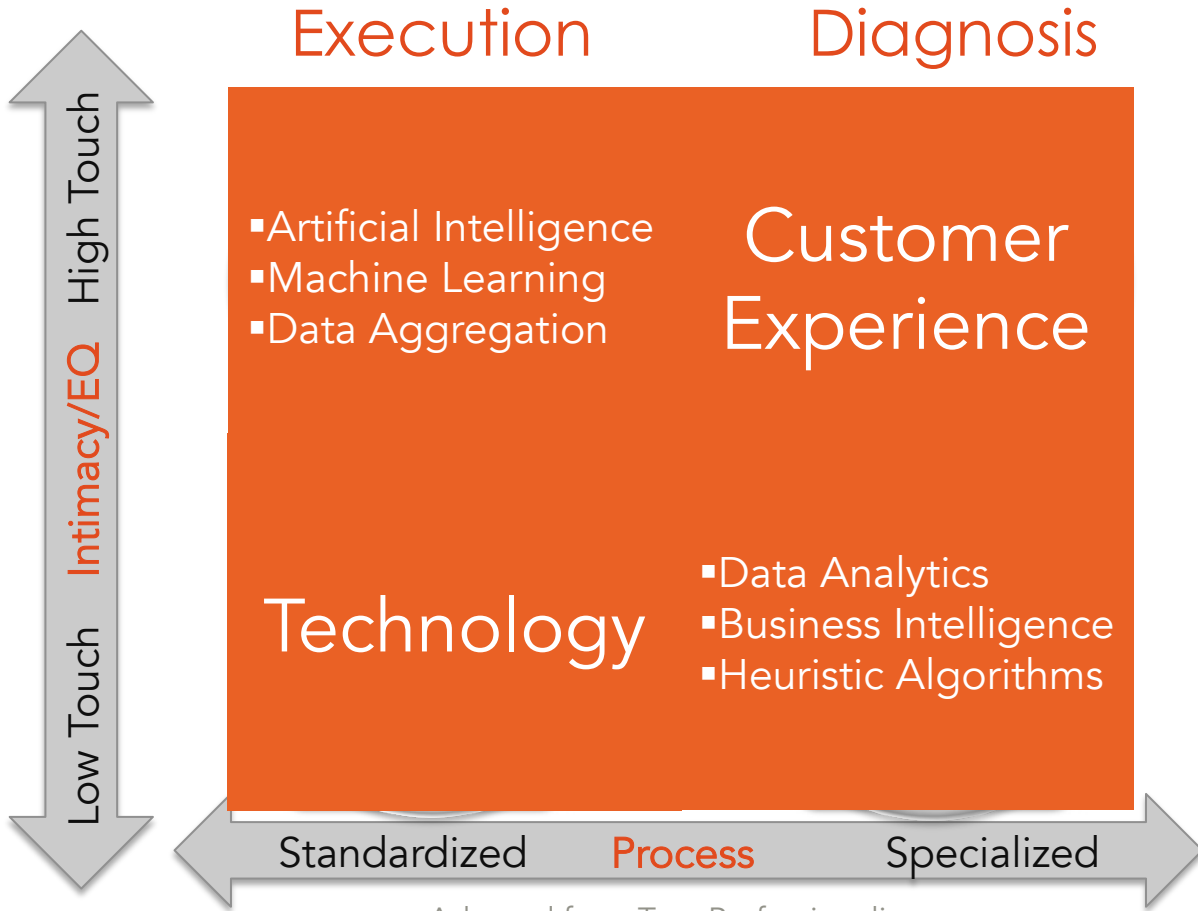 Execution
Diagnosis
High Touch
Intimacy/EQ
Low Touch
▪Artificial Intelligence
▪Machine Learning
▪Data Aggregation
Customer
Experience
Technology
▪Data Analytics
▪Business Intelligence
▪Heuristic Algorithms
Standardized
Process
Specialized